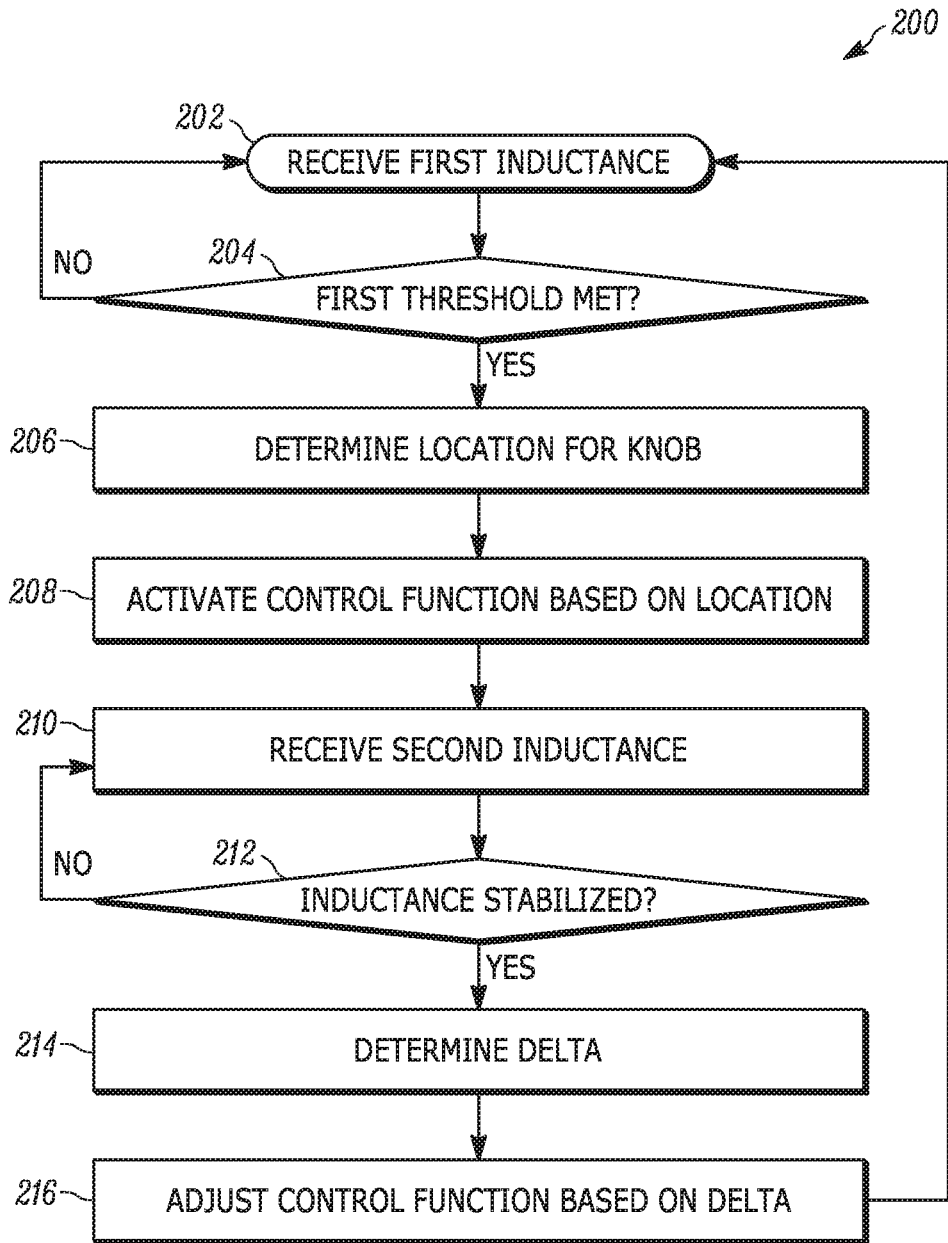 200
202
RECEIVE FIRST INDUCTANCE
NO
204
FIRST THRESHOLD MET?
YES
206
DETERMINE LOCATION FOR KNOB
208
ACTIVATE CONTROL FUNCTION BASED ON LOCATION
210
RECEIVE SECOND INDUCTANCE
NO
212
INDUCTANCE STABILIZED?
YES
214
DETERMINE DELTA
216
ADJUST CONTROL FUNCTION BASED ON DELTA